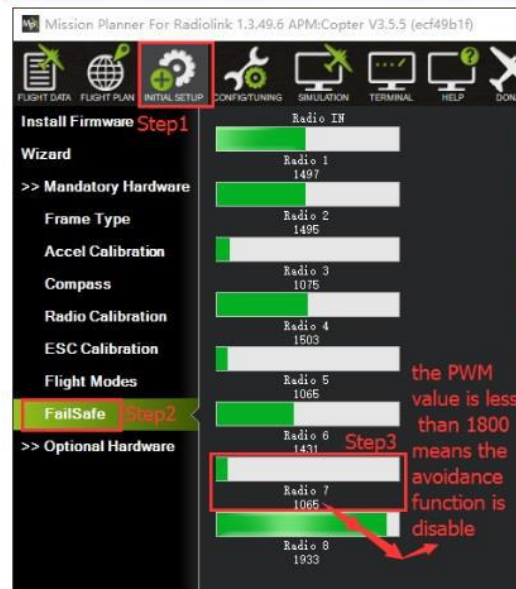 Mission Planner For Radiolink 1.3.49.6 APM:Copter V3.5.5 (ecf49b1f)
FLIGHT DATA FLIGHT PLAN INITIAL SETUP CONFIG/TUNING SIMULATION TERMINAL HELP DON
Install Firmware Step1
Wizard
>> Mandatory Hardware
Frame Type
Accel Calibration
Compass
Radio Calibration
ESC Calibration
Flight Modes
FailSafe Step2
>> Optional Hardware
Radio IN
Radio 1
1497
Radio 2
1495
Radio 3
1075
Radio 4
1503
Radio 5
1065
Radio 6
1431
Step3
Radio 7
1065
Radio 8
1933
the PWM
value is less
than 1800
means the
avoidance
function is
disable